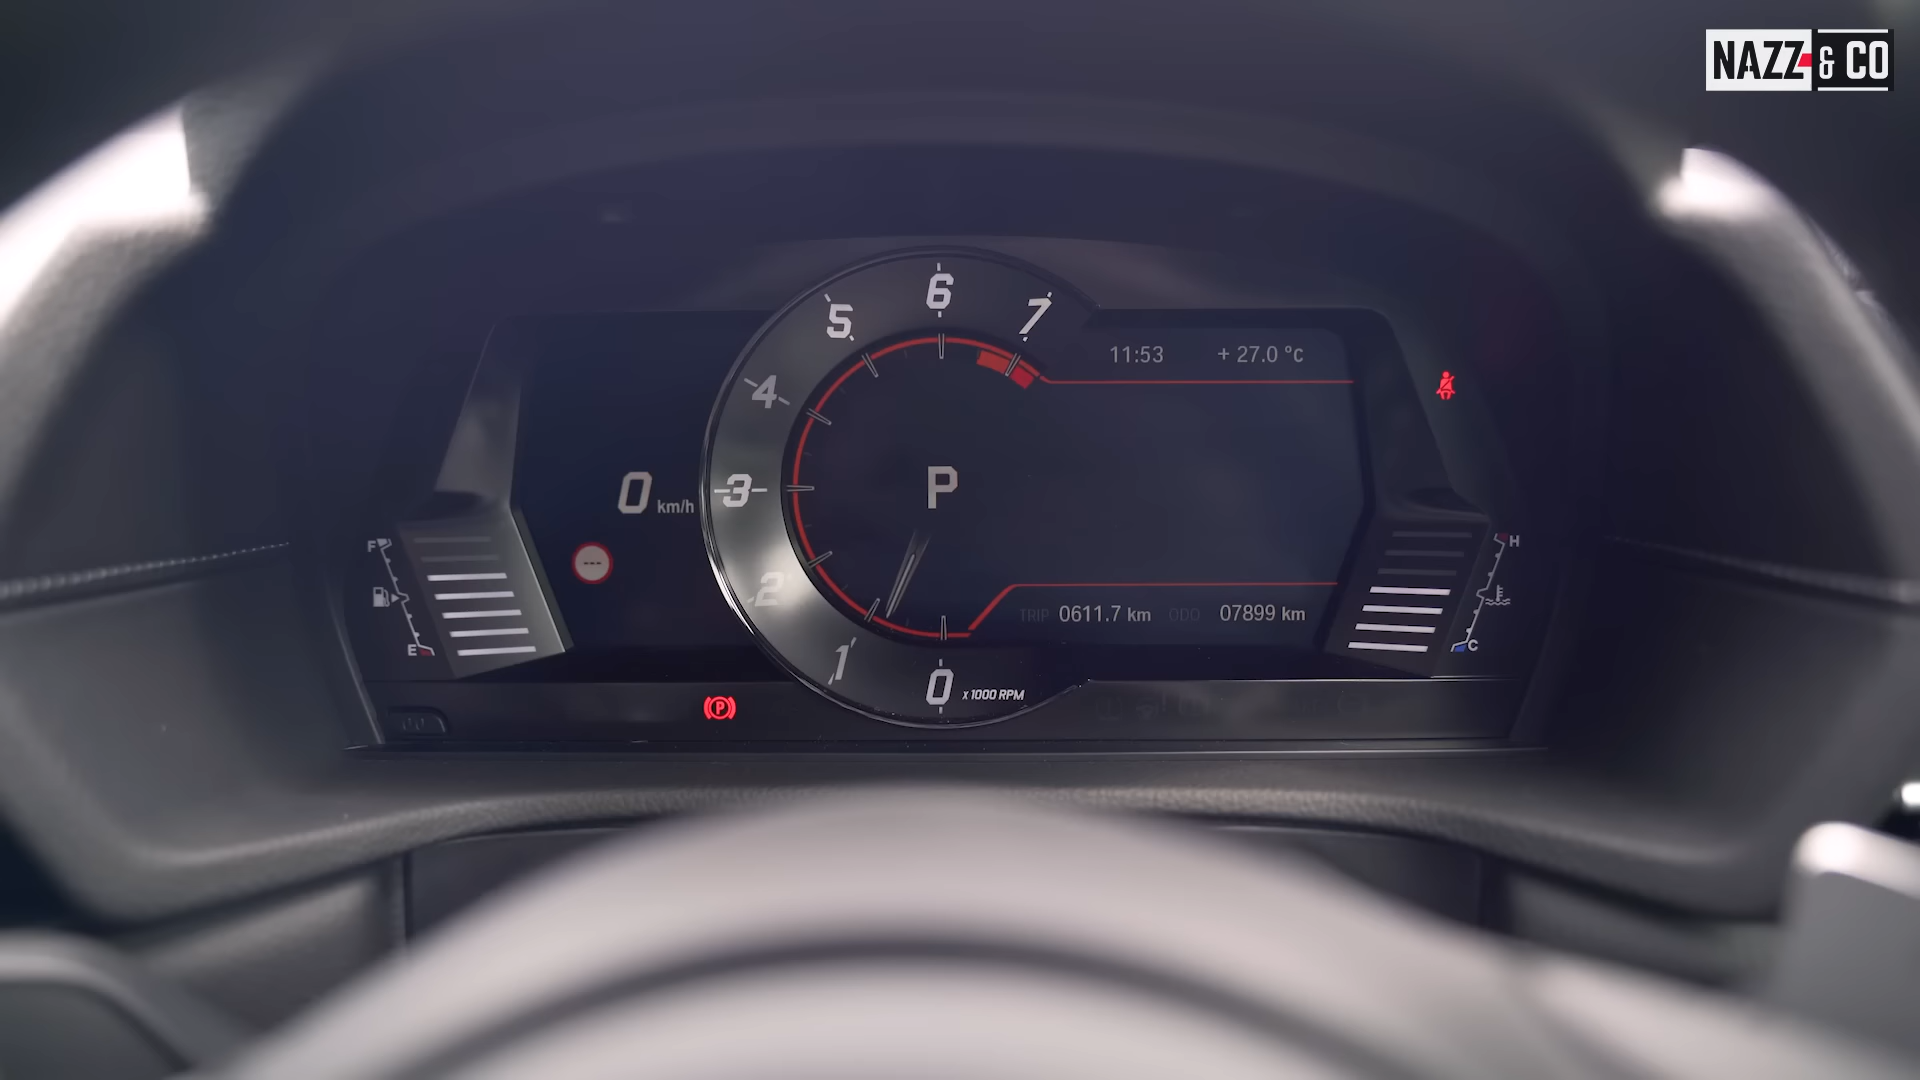 NAZZ & CO
6
5
7
11:53 + 27.0 °c
4
P
0 km/h
3
F
H
---
2
TRIP 0611.7 km ODO 07899 km
E
C
1
0 x 1000 RPM
P